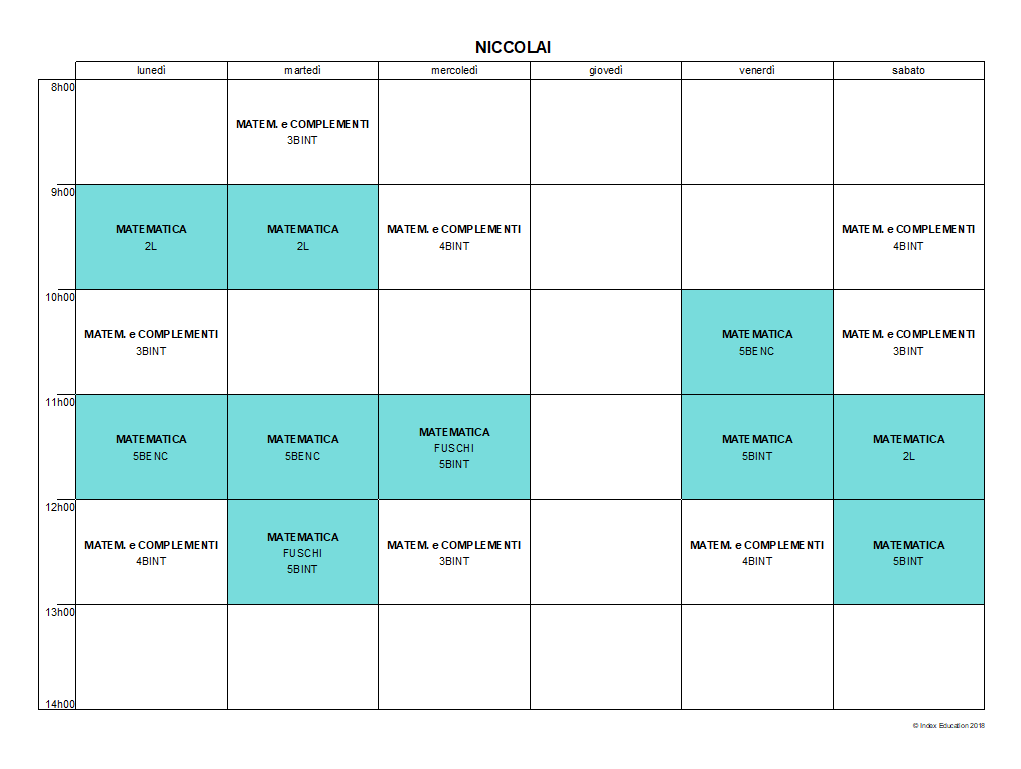 NICCOLAI
lunedì martedì mercoledì giovedì venerdì sabato
8h00
MATEM. e COMPLEMENTI
3BINT
9h00
MATEMATICA MATEMATICA MATEM. e COMPLEMENTI MATEM. e COMPLEMENTI
2L 2L 4BINT 4BINT
10h00
MATEM. e COMPLEMENTI MATEMATICA MATEM. e COMPLEMENTI
3BINT 5BENC 3BINT
11h00
MATEMATICA MATEMATICA MATEMATICA MATEMATICA MATEMATICA
5BENC 5BENC FUSCHI 5BINT 2L
5BINT
12h00
MATEM. e COMPLEMENTI MATEMATICA MATEM. e COMPLEMENTI MATEM. e COMPLEMENTI MATEMATICA
4BINT FUSCHI 3BINT 4BINT 5BINT
5BINT
13h00
14h00
© Index Education 2018